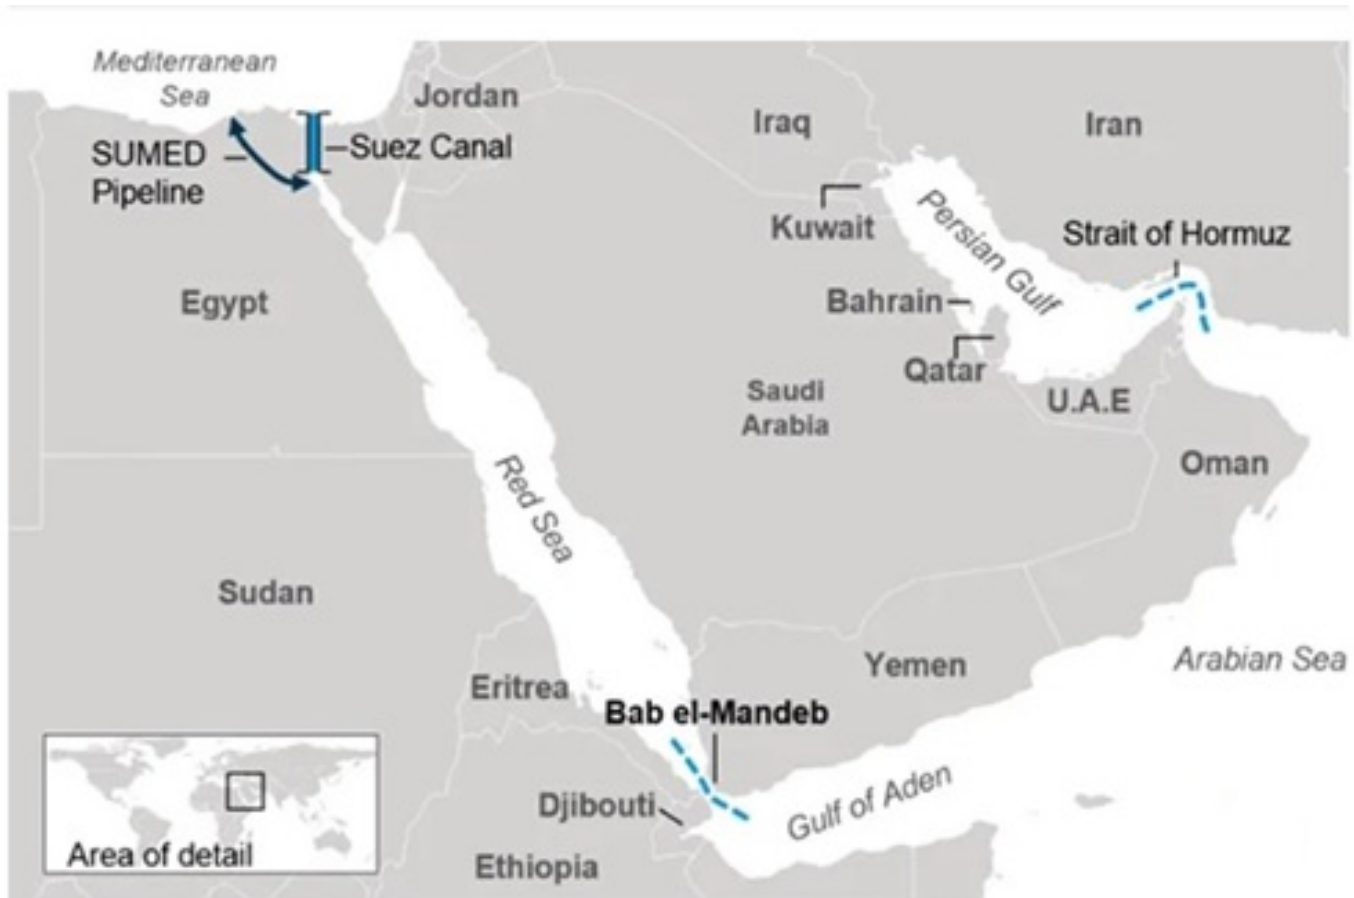 Mediterranean
Sea
Jordan
Iraq
Iran
SUMED
Pipeline
Suez Canal
Kuwait
Persian Gulf
Strait of Hormuz
Egypt
Bahrain
Qatar
Saudi
Arabia
U.A.E
Oman
Red Sea
Sudan
Eritrea
Yemen
Arabian Sea
Bab el-Mandeb
Djibouti
Gulf of Aden
Ethiopia
Area of detail